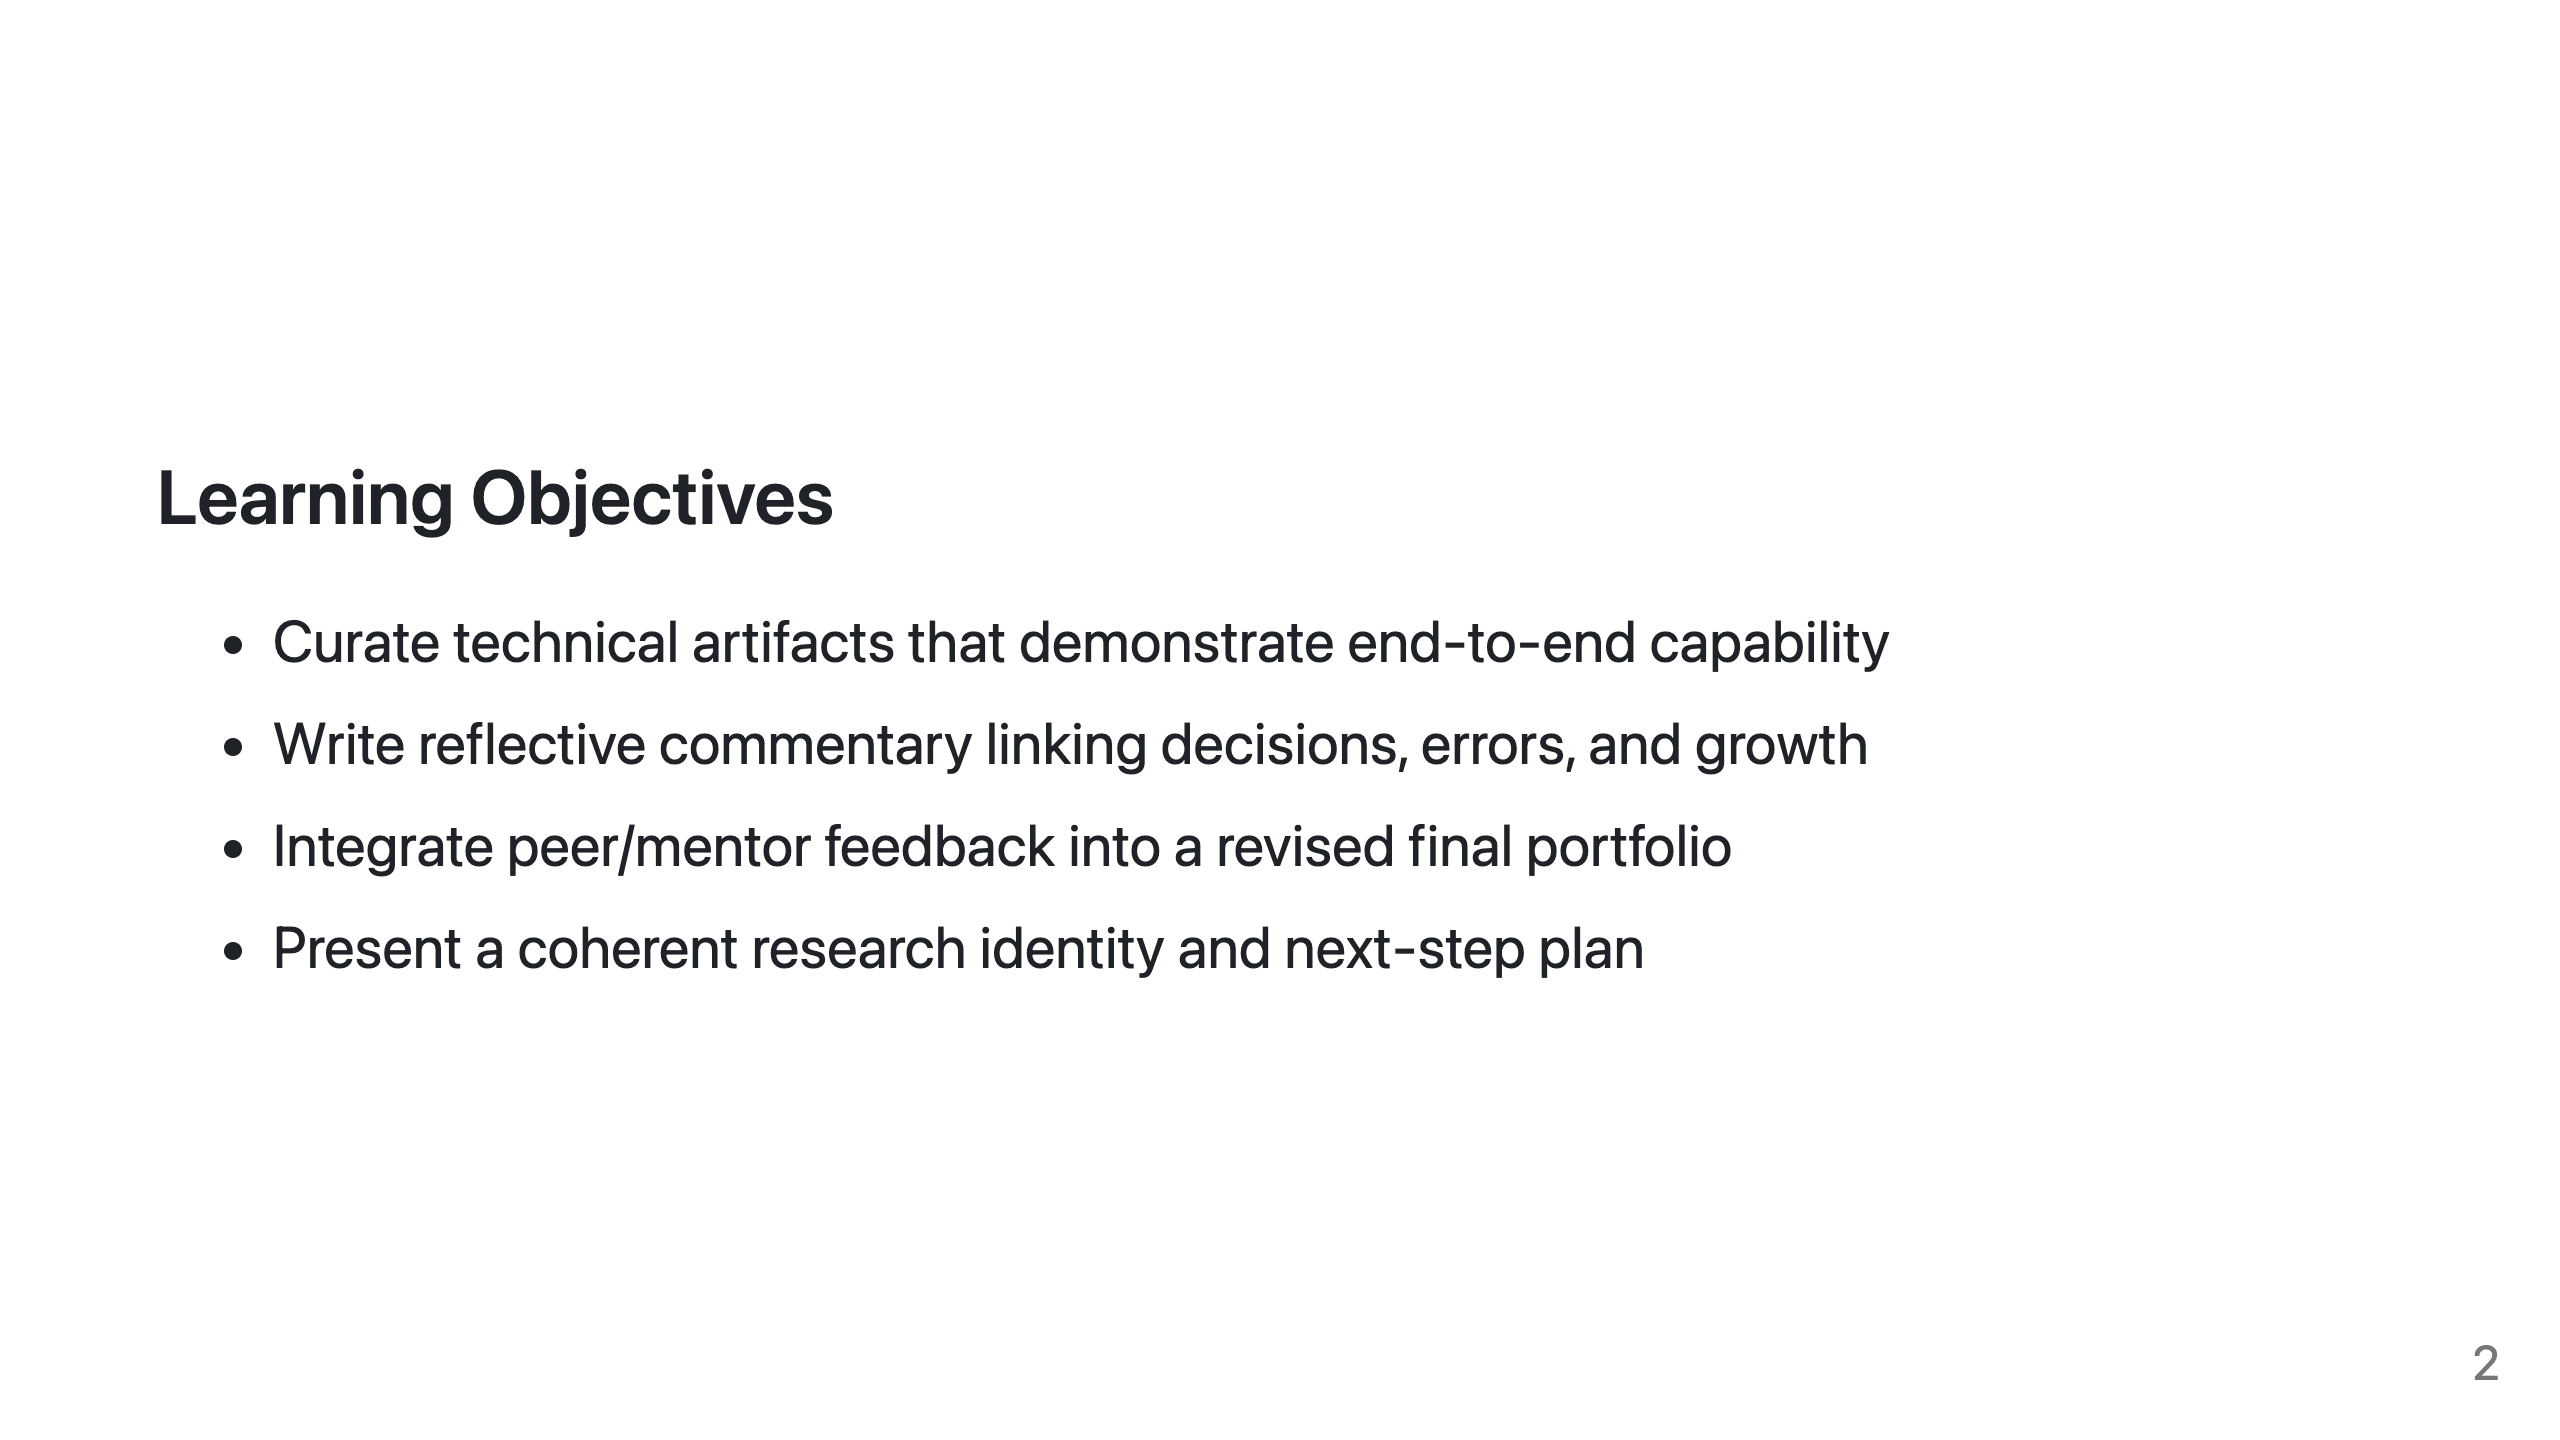 Learning Objectives
• Curate technical artifacts that demonstrate end-to-end capability
• Write reflective commentary linking decisions, errors, and growth
• Integrate peer/mentor feedback into a revised final portfolio
• Present a coherent research identity and next-step plan
2